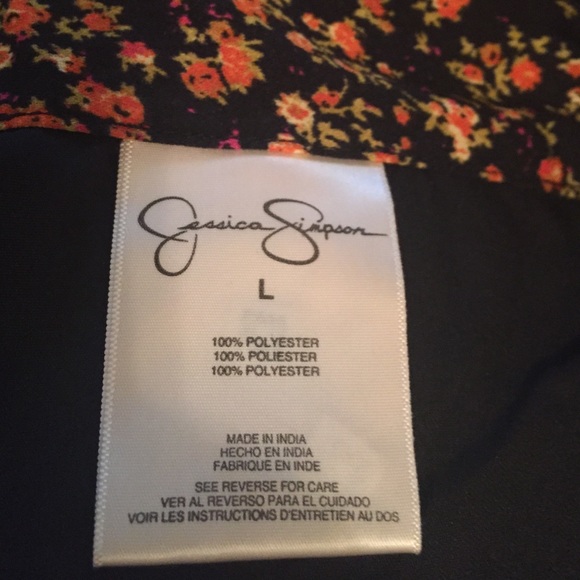 Jessica Simpson
L
100% POLYESTER
100% POLIESTER
100% POLYESTER
MADE IN INDIA
HECHO EN INDIA
FABRIQUE EN INDE
SEE REVERSE FOR CARE
VER AL REVERSO PARA EL CUIDADO
VOIR LES INSTRUCTIONS D'ENTRETIEN AU DOS